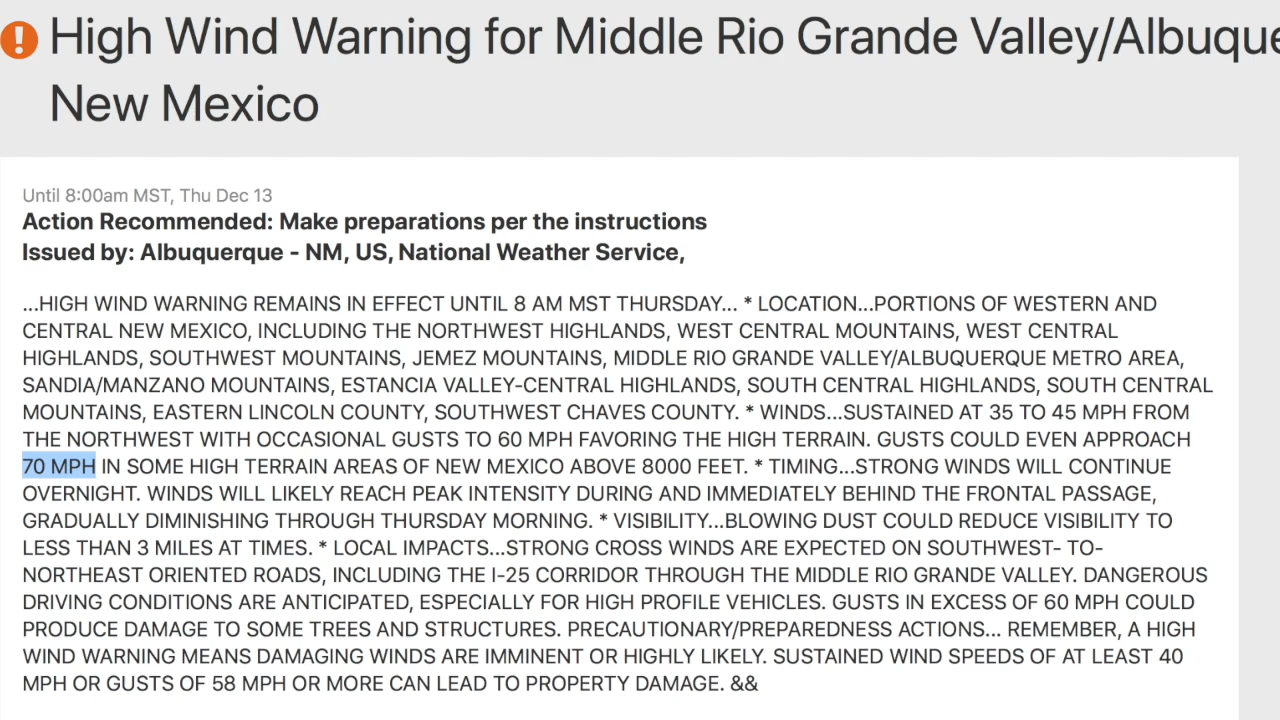 High Wind Warning for Middle Rio Grande Valley/Albuque
New Mexico
Until 8:00am MST, Thu Dec 13
Action Recommended: Make preparations per the instructions
Issued by: Albuquerque - NM, US, National Weather Service,
...HIGH WIND WARNING REMAINS IN EFFECT UNTIL 8 AM MST THURSDAY... * LOCATION...PORTIONS OF WESTERN AND
CENTRAL NEW MEXICO, INCLUDING THE NORTHWEST HIGHLANDS, WEST CENTRAL MOUNTAINS, WEST CENTRAL
HIGHLANDS, SOUTHWEST MOUNTAINS, JEMEZ MOUNTAINS, MIDDLE RIO GRANDE VALLEY/ALBUQUERQUE METRO AREA,
SANDIA/MANZANO MOUNTAINS, ESTANCIA VALLEY-CENTRAL HIGHLANDS, SOUTH CENTRAL HIGHLANDS, SOUTH CENTRAL
MOUNTAINS, EASTERN LINCOLN COUNTY, SOUTHWEST CHAVES COUNTY. * WINDS...SUSTAINED AT 35 TO 45 MPH FROM
THE NORTHWEST WITH OCCASIONAL GUSTS TO 60 MPH FAVORING THE HIGH TERRAIN. GUSTS COULD EVEN APPROACH
70 MPH IN SOME HIGH TERRAIN AREAS OF NEW MEXICO ABOVE 8000 FEET. * TIMING...STRONG WINDS WILL CONTINUE
OVERNIGHT. WINDS WILL LIKELY REACH PEAK INTENSITY DURING AND IMMEDIATELY BEHIND THE FRONTAL PASSAGE,
GRADUALLY DIMINISHING THROUGH THURSDAY MORNING. * VISIBILITY...BLOWING DUST COULD REDUCE VISIBILITY TO
LESS THAN 3 MILES AT TIMES. * LOCAL IMPACTS...STRONG CROSS WINDS ARE EXPECTED ON SOUTHWEST- TO-
NORTHEAST ORIENTED ROADS, INCLUDING THE I-25 CORRIDOR THROUGH THE MIDDLE RIO GRANDE VALLEY. DANGEROUS
DRIVING CONDITIONS ARE ANTICIPATED, ESPECIALLY FOR HIGH PROFILE VEHICLES. GUSTS IN EXCESS OF 60 MPH COULD
PRODUCE DAMAGE TO SOME TREES AND STRUCTURES. PRECAUTIONARY/PREPAREDNESS ACTIONS... REMEMBER, A HIGH
WIND WARNING MEANS DAMAGING WINDS ARE IMMINENT OR HIGHLY LIKELY. SUSTAINED WIND SPEEDS OF AT LEAST 40
MPH OR GUSTS OF 58 MPH OR MORE CAN LEAD TO PROPERTY DAMAGE. &&